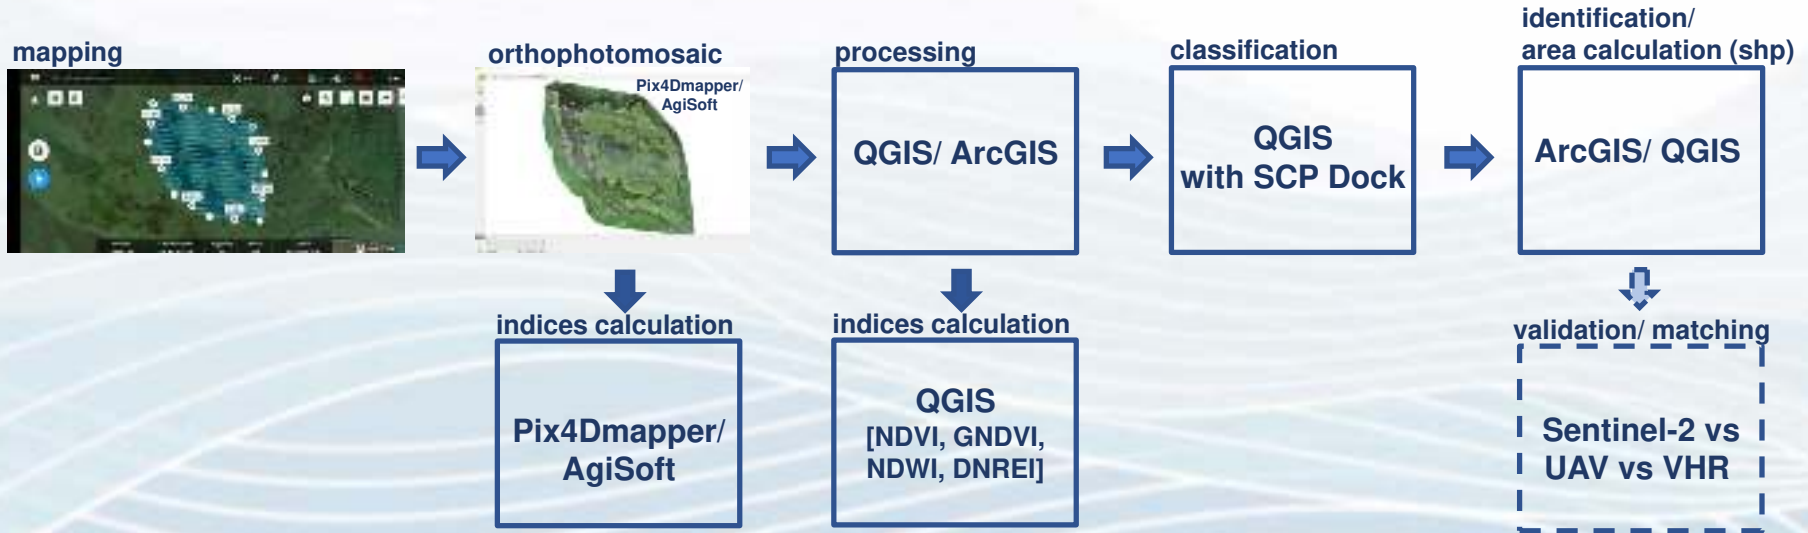 mapping
orthophotomosaic
Pix4Dmapper/
AgiSoft
processing
QGIS/ ArcGIS
classification
QGIS
with SCP Dock
identification/
area calculation (shp)
ArcGIS/ QGIS
indices calculation
Pix4Dmapper/
AgiSoft
indices calculation
QGIS
[NDVI, GNDVI,
NDWI, DNREI]
validation/ matching
Sentinel-2 vs
UAV vs VHR